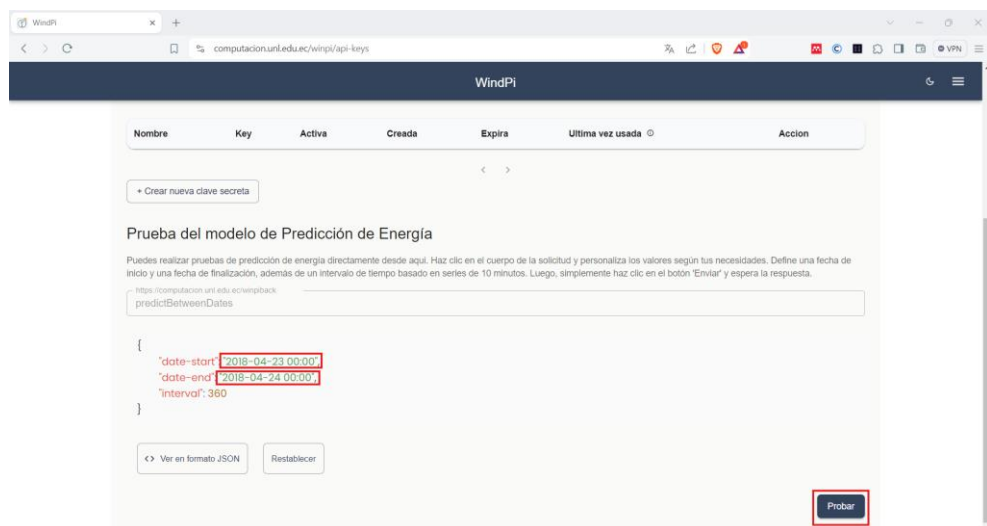 WindPi
computacion.unl.edu.ec/winpi/api-keys
VPN
WindPi
Nombre Key Activa Creada Expira Ultima vez usada Accion
+ Crear nueva clave secreta
Prueba del modelo de Predicción de Energía
Puedes realizar pruebas de predicción de energía directamente desde aquí. Haz clic en el cuerpo de la solicitud y personaliza los valores según tus necesidades. Define una fecha de
inicio y una fecha de finalización, además de un intervalo de tiempo basado en series de 10 minutos. Luego, simplemente haz clic en el botón 'Enviar' y espera la respuesta.
https://computacion.unl.edu.ec/winpiback
predictBetweenDates
{
"date-start": "2018-04-23 00:00",
"date-end": "2018-04-24 00:00",
"interval": 360
}
<> Ver en formato JSON Restablecer
Probar